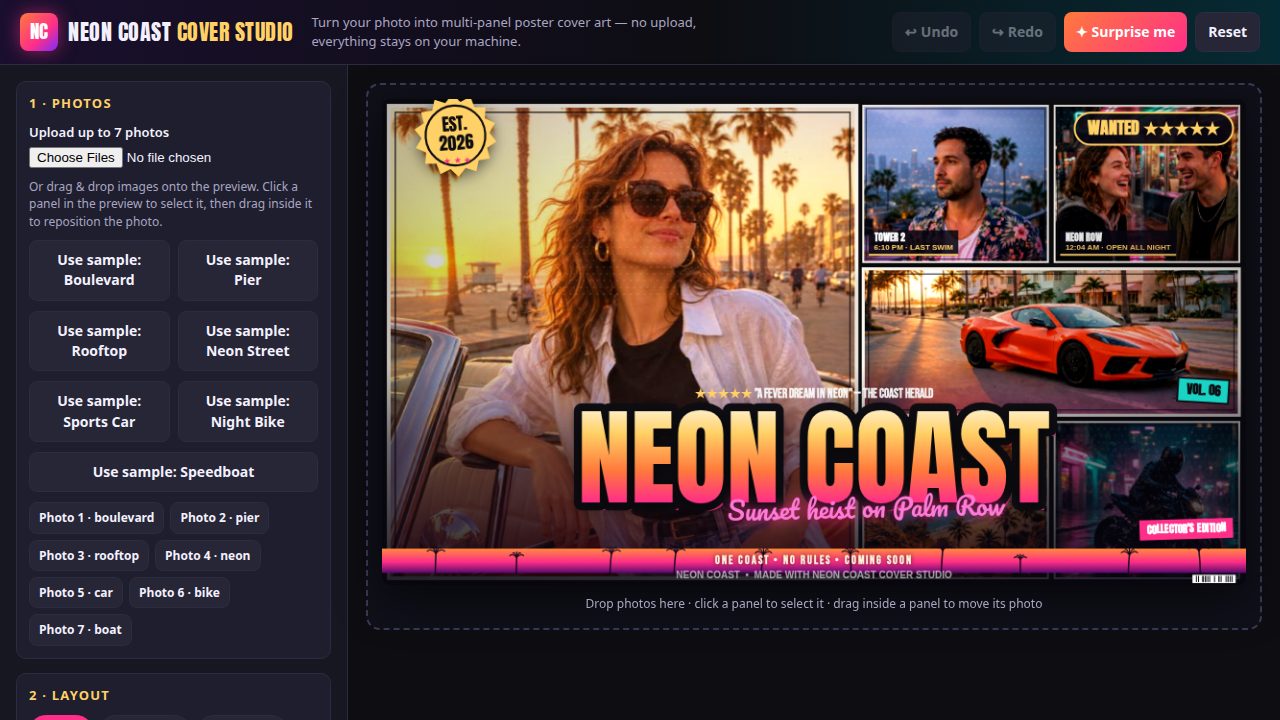 NC
NEON COAST COVER STUDIO
Turn your photo into multi-panel poster cover art — no upload,
everything stays on your machine.
↩ Undo
↪ Redo
✦ Surprise me
Reset
1 · PHOTOS
Upload up to 7 photos
Choose Files No file chosen
Or drag & drop images onto the preview. Click a
panel in the preview to select it, then drag inside it
to reposition the photo.
Use sample:
Boulevard
Use sample:
Pier
Use sample:
Rooftop
Use sample:
Neon Street
Use sample:
Sports Car
Use sample:
Night Bike
Use sample: Speedboat
Photo 1 · boulevard
Photo 2 · pier
Photo 3 · rooftop
Photo 4 · neon
Photo 5 · car
Photo 6 · bike
Photo 7 · boat
2 · LAYOUT
EST.
2026
★ ★ ★
TOWER 2
6:10 PM · LAST SWIM
WANTED ★★★★★
NEON ROW
12:04 AM · OPEN ALL NIGHT
VOL. 06
★★★★★ "A FEVER DREAM IN NEON" — THE COAST HERALD
NEON COAST
Sunset heist on Palm Row
COLLECTOR'S EDITION
ONE COAST • NO RULES • COMING SOON
NEON COAST • MADE WITH NEON COAST COVER STUDIO
Drop photos here · click a panel to select it · drag inside a panel to move its photo